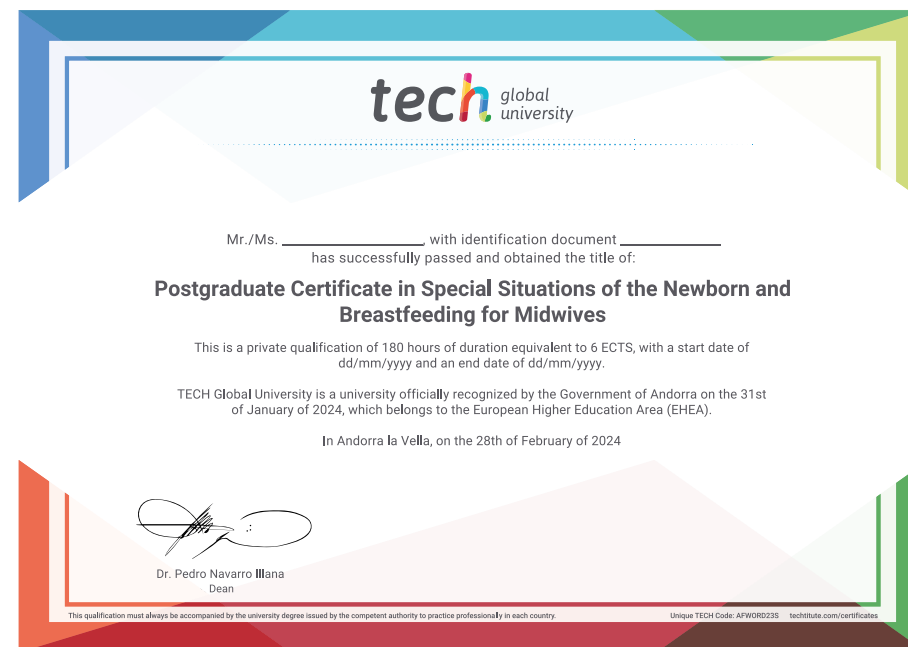 tech global university
Mr./Ms. ____________________, with identification document ______________
has successfully passed and obtained the title of:
Postgraduate Certificate in Special Situations of the Newborn and
Breastfeeding for Midwives
This is a private qualification of 180 hours of duration equivalent to 6 ECTS, with a start date of
dd/mm/yyyy and an end date of dd/mm/yyyy.
TECH Global University is a university officially recognized by the Government of Andorra on the 31st
of January of 2024, which belongs to the European Higher Education Area (EHEA).
In Andorra la Vella, on the 28th of February of 2024
Dr. Pedro Navarro Illana
Dean
This qualification must always be accompanied by the university degree issued by the competent authority to practice professionally in each country.
Unique TECH Code: AFWORD23S techtitute.com/certificates